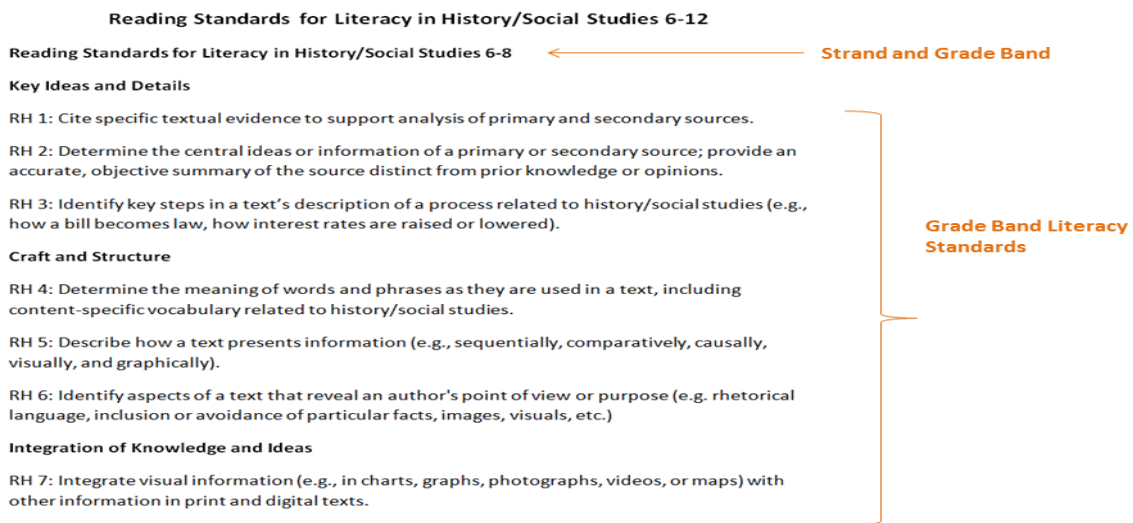 Reading Standards for Literacy in History/Social Studies 6-12
Reading Standards for Literacy in History/Social Studies 6-8
Strand and Grade Band
Key Ideas and Details
RH 1: Cite specific textual evidence to support analysis of primary and secondary sources.
RH 2: Determine the central ideas or information of a primary or secondary source; provide an
accurate, objective summary of the source distinct from prior knowledge or opinions.
RH 3: Identify key steps in a text's description of a process related to history/social studies (e.g.,
how a bill becomes law, how interest rates are raised or lowered).
Grade Band Literacy
Standards
Craft and Structure
RH 4: Determine the meaning of words and phrases as they are used in a text, including
content-specific vocabulary related to history/social studies.
RH 5: Describe how a text presents information (e.g., sequentially, comparatively, causally,
visually, and graphically).
RH 6: Identify aspects of a text that reveal an author's point of view or purpose (e.g. rhetorical
language, inclusion or avoidance of particular facts, images, visuals, etc.)
Integration of Knowledge and Ideas
RH 7: Integrate visual information (e.g., in charts, graphs, photographs, videos, or maps) with
other information in print and digital texts.